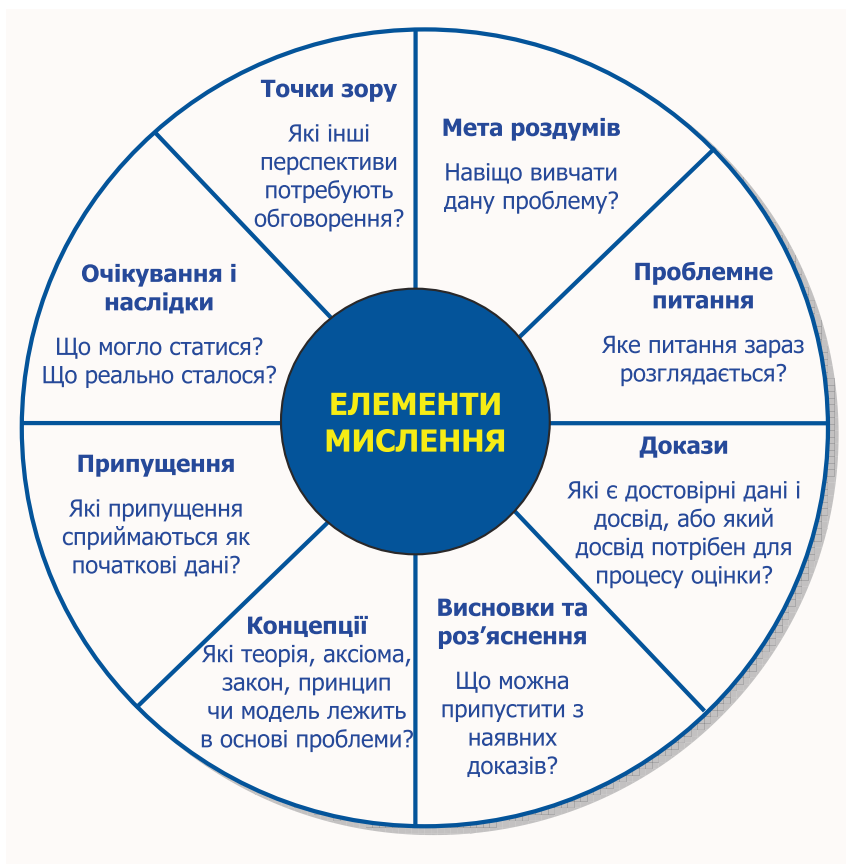 Точки зору
Які інші
перспективи
потребують
обговорення?
Мета роздумів
Навіщо вивчати
дану проблему?
Проблемне
питання
Яке питання зараз
розглядається?
Докази
Які є достовірні дані і
досвід, або який
досвід потрібен для
процесу оцінки?
Висновки та
роз’яснення
Що можна
припустити з
наявних
доказів?
Концепції
Які теорія, аксіома,
закон, принцип
чи модель лежить
в основі проблеми?
Припущення
Які припущення
сприймаються як
початкові дані?
Очікування і
наслідки
Що могло статися?
Що реально сталося?
ЕЛЕМЕНТИ
МИСЛЕННЯ